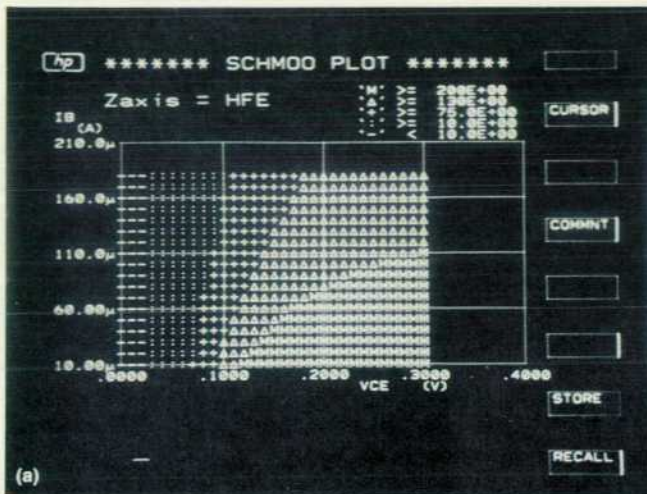 hp ******* SCHMOO PLOT *******
Zaxis = HFE
"M" >= 200E+00
"Δ" >= 130E+00
"+" >= 75.0E+00
":" >= 10.0E+00
"-" < 10.0E+00
IB
(A)
210.0μ
160.0μ
110.0μ
60.00μ
10.00μ
.0000 .1000 .2000 .3000 .4000
VCE (V)
CURSOR
COMMNT
STORE
RECALL
(a)